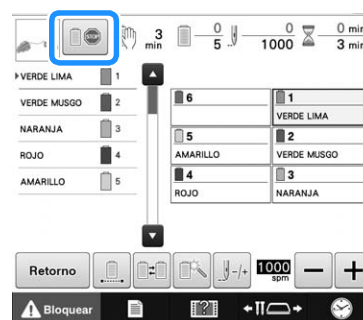 STOP
3 min
0 5
0 1000
0 min 3 min
VERDE LIMA 1
VERDE MUSGO 2
NARANJA 3
ROJO 4
AMARILLO 5
6
1 VERDE LIMA
5 AMARILLO
2 VERDE MUSGO
4 ROJO
3 NARANJA
Retorno
-/+
1000 spm
− +
Bloquear
?